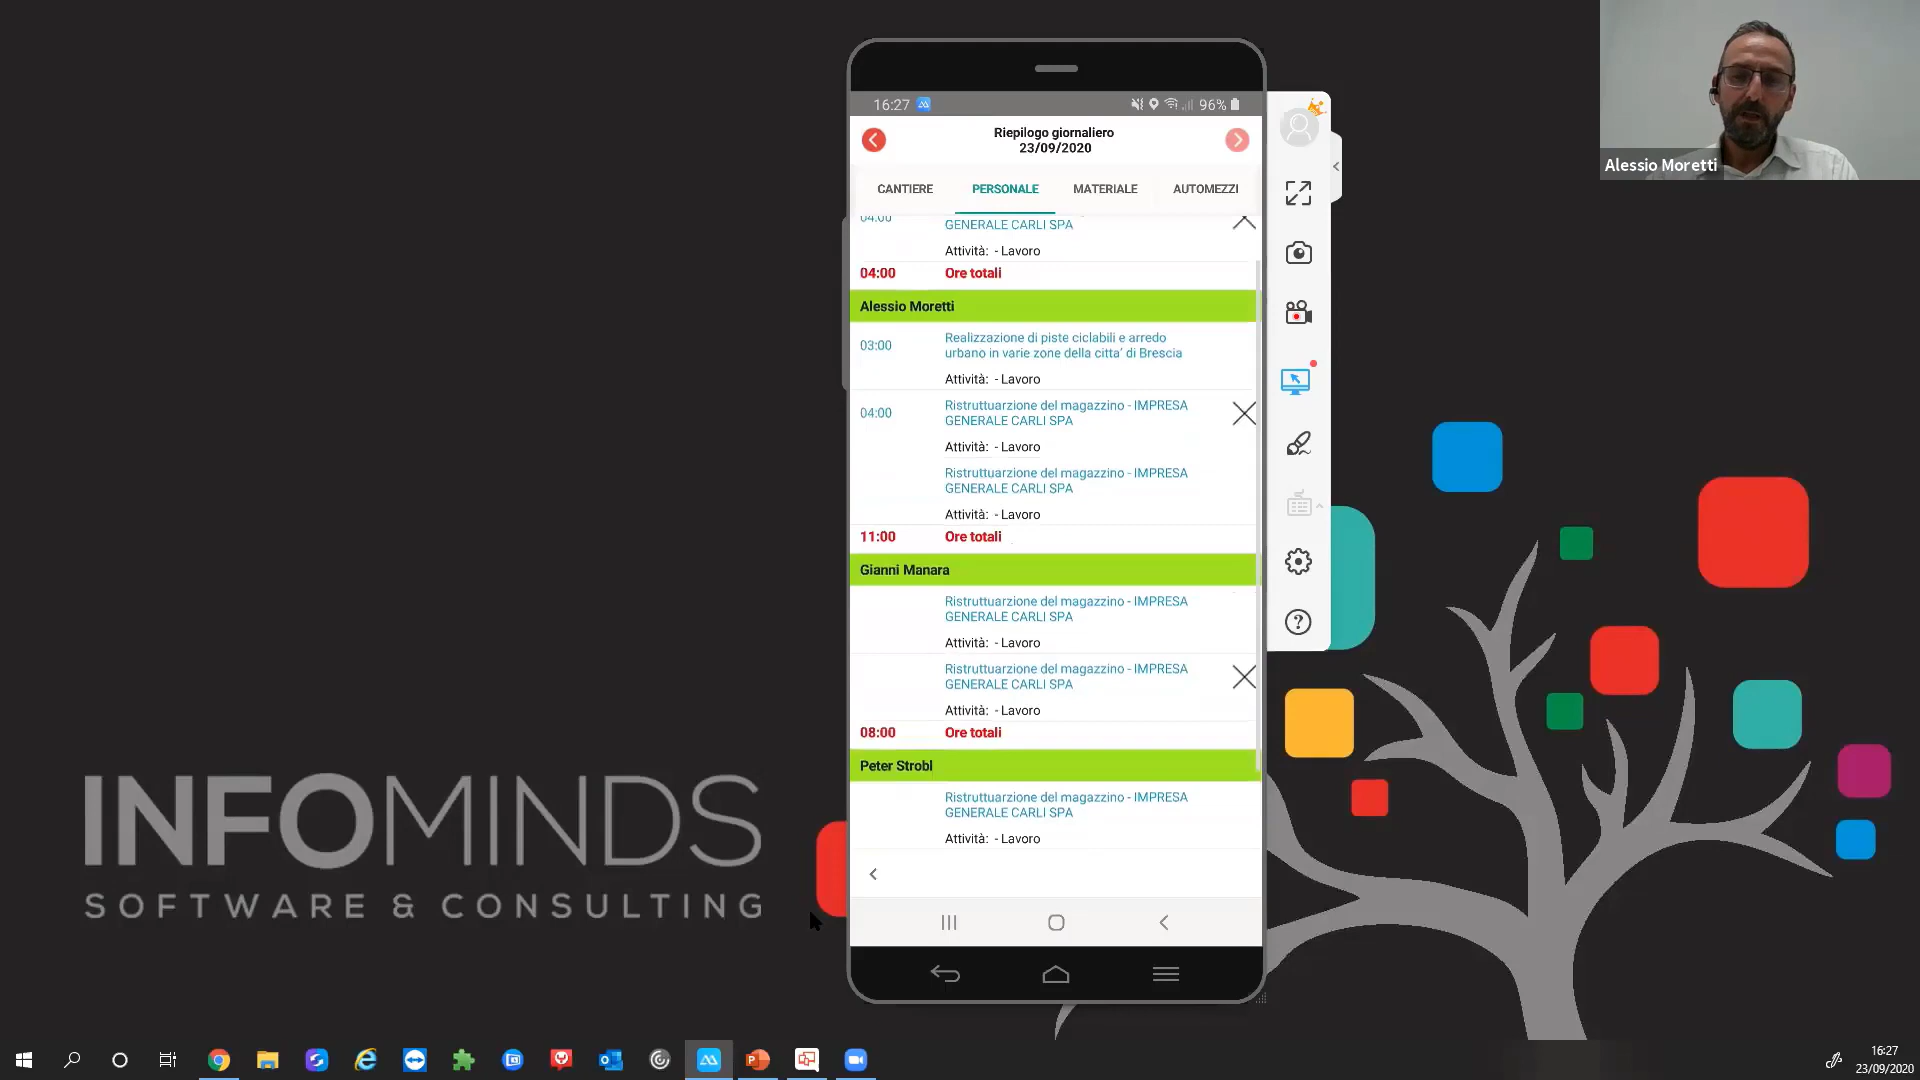 16:27
96%
Riepilogo giornaliero
23/09/2020
CANTIERE PERSONALE MATERIALE AUTOMEZZI
04:00
GENERALE CARLI SPA
Attività: - Lavoro
04:00 Ore totali
Alessio Moretti
03:00
Realizzazione di piste ciclabili e arredo
urbano in varie zone della citta' di Brescia
Attività: - Lavoro
04:00
Ristruttuarzione del magazzino - IMPRESA
GENERALE CARLI SPA
Attività: - Lavoro
Ristruttuarzione del magazzino - IMPRESA
GENERALE CARLI SPA
Attività: - Lavoro
11:00 Ore totali
Gianni Manara
Ristruttuarzione del magazzino - IMPRESA
GENERALE CARLI SPA
Attività: - Lavoro
Ristruttuarzione del magazzino - IMPRESA
GENERALE CARLI SPA
Attività: - Lavoro
08:00 Ore totali
Peter Strobl
Ristruttuarzione del magazzino - IMPRESA
GENERALE CARLI SPA
Attività: - Lavoro
Alessio Moretti
INFOMINDS
SOFTWARE & CONSULTING
16:27
23/09/2020